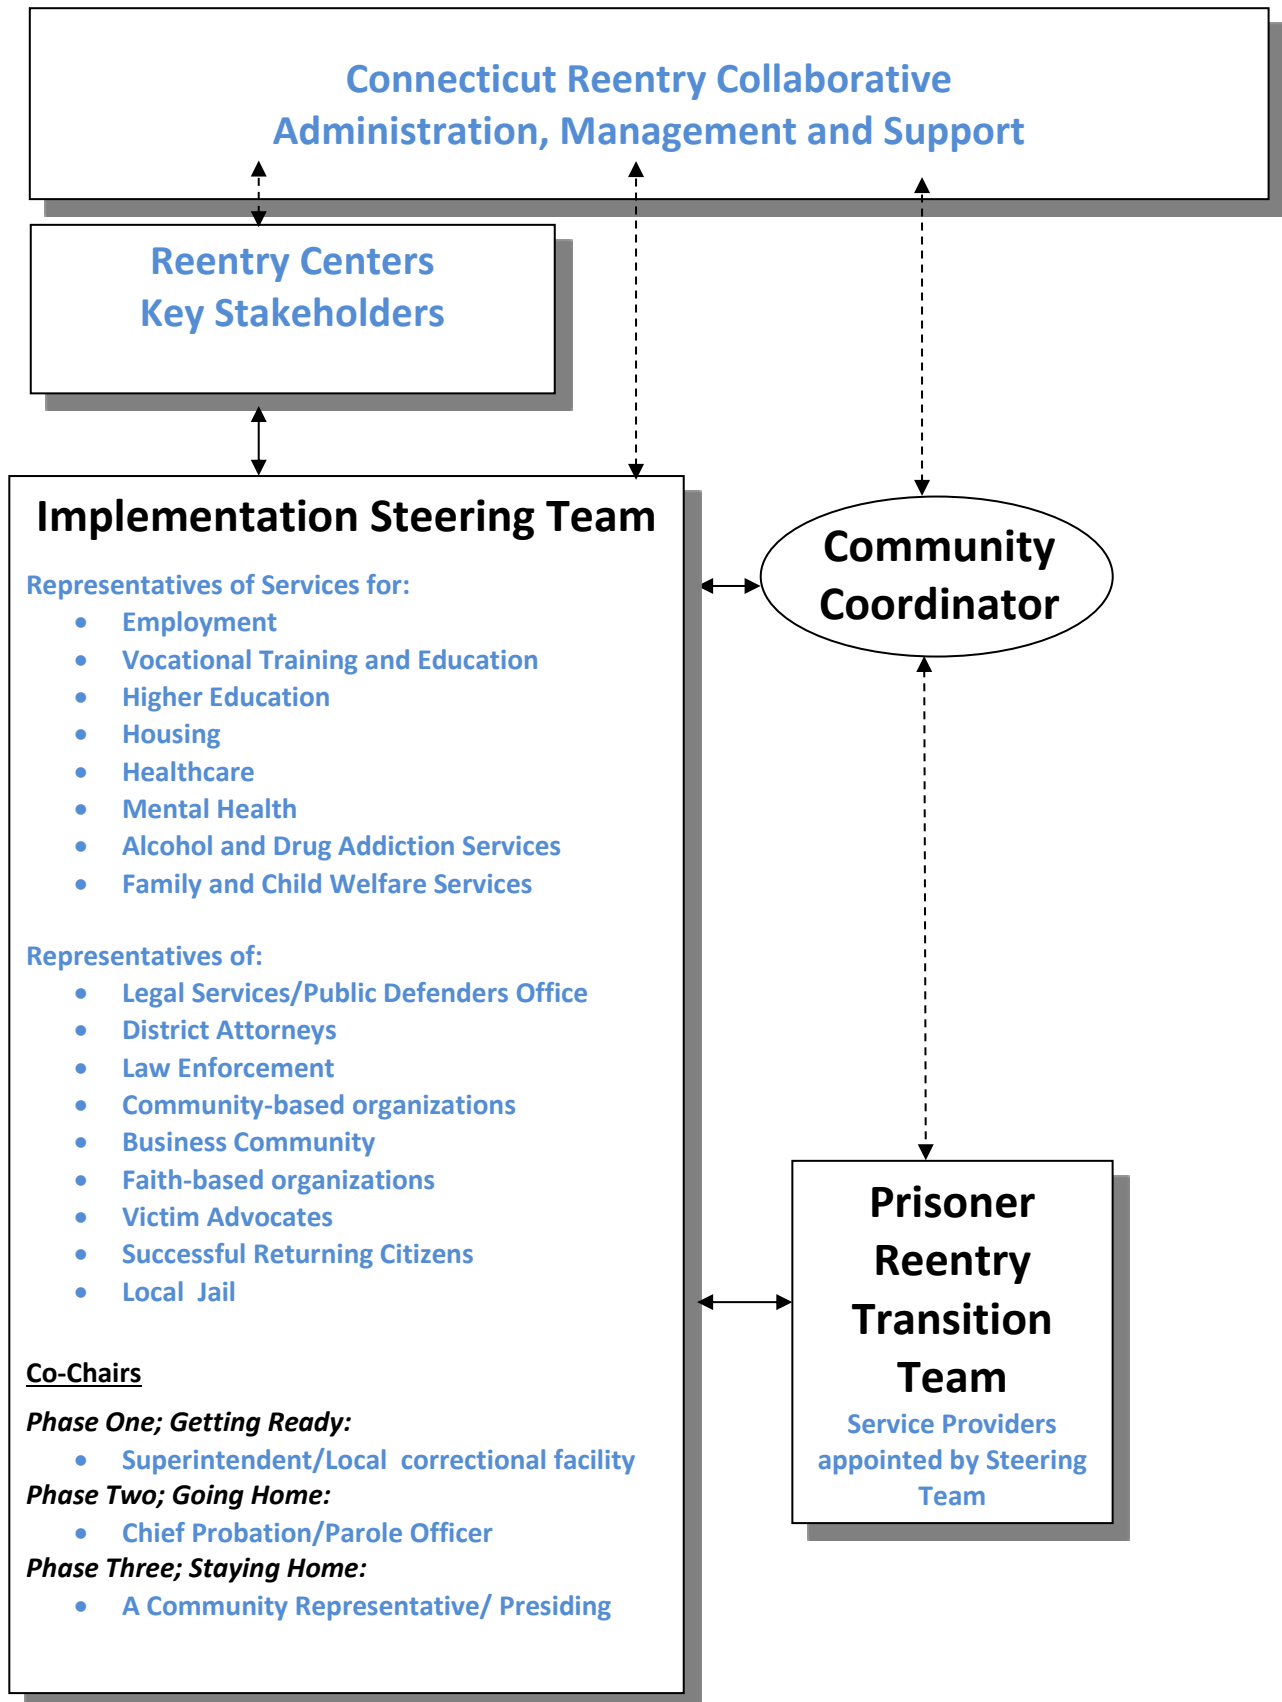 Connecticut Reentry Collaborative
Administration, Management and Support
Reentry Centers
Key Stakeholders
Implementation Steering Team
Representatives of Services for:
• Employment
• Vocational Training and Education
• Higher Education
• Housing
• Healthcare
• Mental Health
• Alcohol and Drug Addiction Services
• Family and Child Welfare Services
Representatives of:
• Legal Services/Public Defenders Office
• District Attorneys
• Law Enforcement
• Community-based organizations
• Business Community
• Faith-based organizations
• Victim Advocates
• Successful Returning Citizens
• Local  Jail
Co-Chairs
Phase One; Getting Ready:
• Superintendent/Local  correctional facility
Phase Two; Going Home:
• Chief Probation/Parole Officer
Phase Three; Staying Home:
• A Community Representative/ Presiding
Community
Coordinator
Prisoner
Reentry
Transition
Team
Service Providers
appointed by Steering
Team